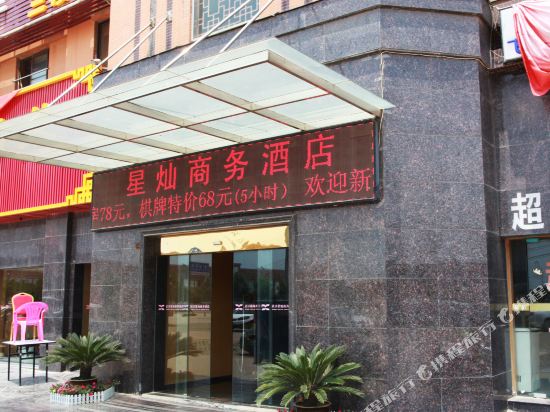 星灿商务酒店
78元，棋牌特价68元(5小时) 欢迎新
超
携程旅行